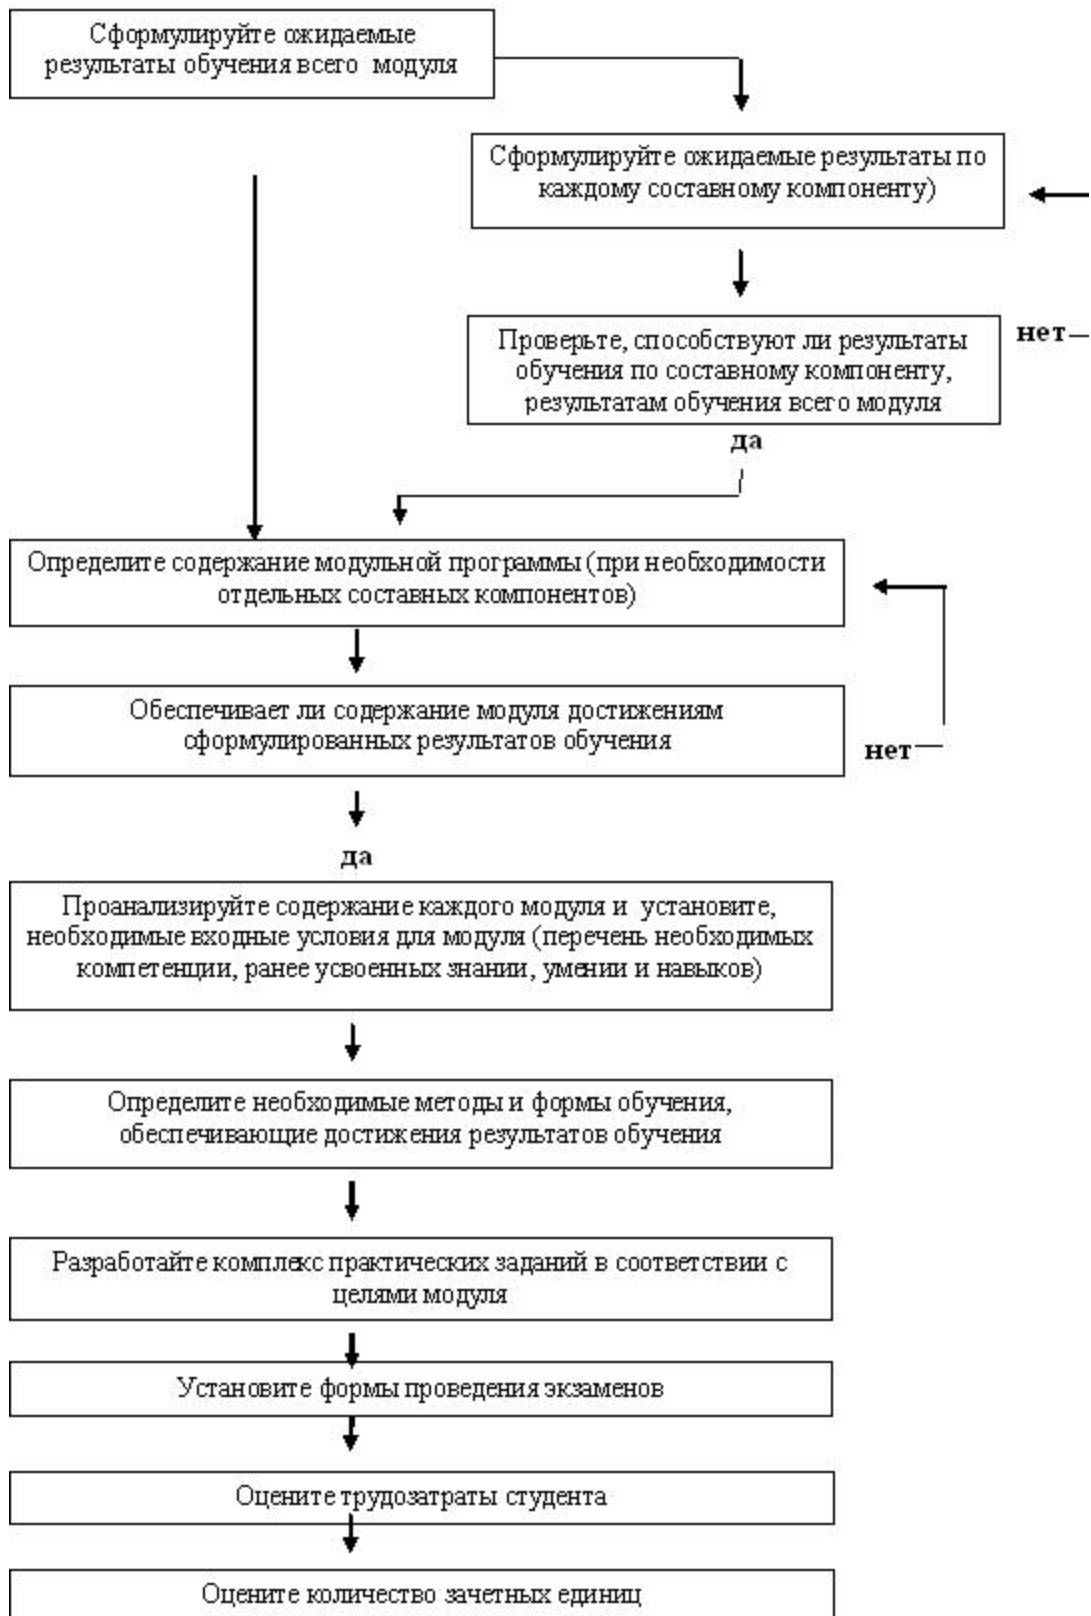 Сформулируйте ожидаемые
результаты обучения всего модуля
Сформулируйте ожидаемые результаты по
каждому составному компоненту)
Проверьте, способствуют ли результаты
обучения по составному компоненту,
результатам обучения всего модуля
нет
да
Определите содержание модульной программы (при необходимости
отдельных составных компонентов)
Обеспечивает ли содержание модуля достижениям
сформулированных результатов обучения
нет
да
Проанализируйте содержание каждого модуля и установите,
необходимые входные условия для модуля (перечень необходимых
компетенции, ранее усвоенных знании, умении и навыков)
Определите необходимые методы и формы обучения,
обеспечивающие достижения результатов обучения
Разработайте комплекс практических заданий в соответствии с
целями модуля
Установите формы проведения экзаменов
Оцените трудозатраты студента
Оцените количество зачетных единиц